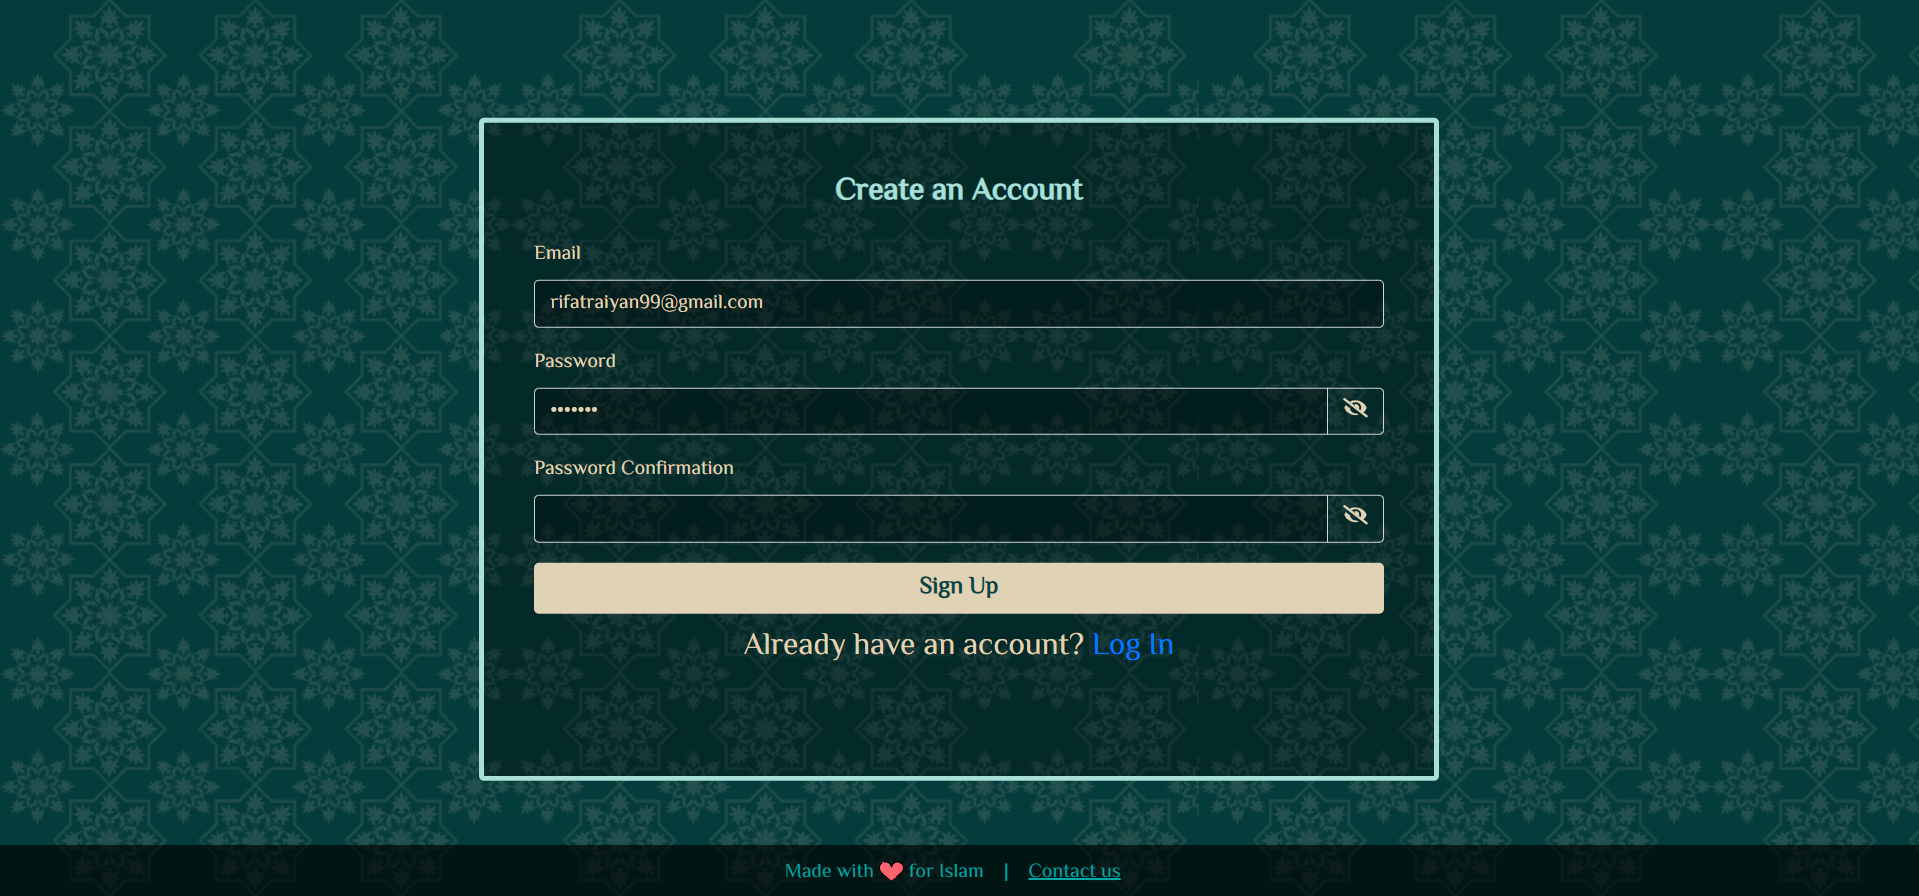 Create an Account
Email
rifatraiyan99@gmail.com
Password
•••••••
Password Confirmation
Sign Up
Already have an account? Log In
Made with ❤ for Islam | Contact us